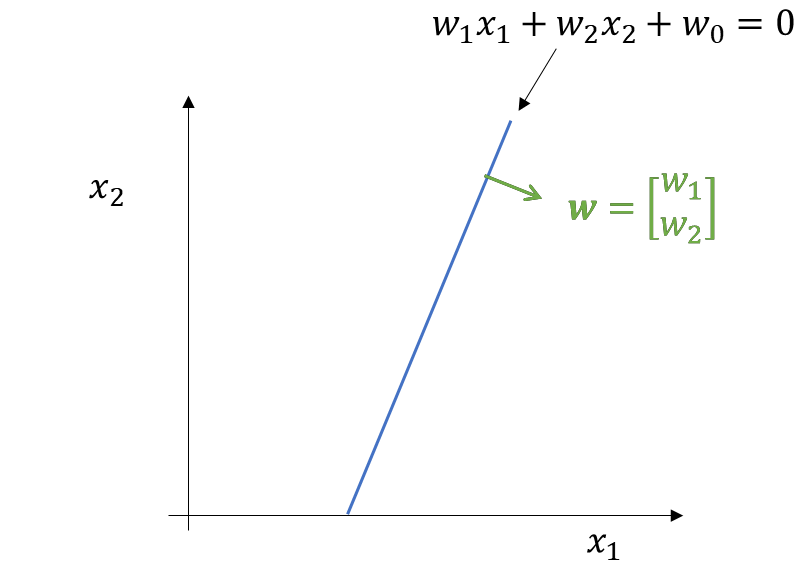 w₁x₁ + w₂x₂ + w₀ = 0
x₂
w = [w₁
w₂]
x₁